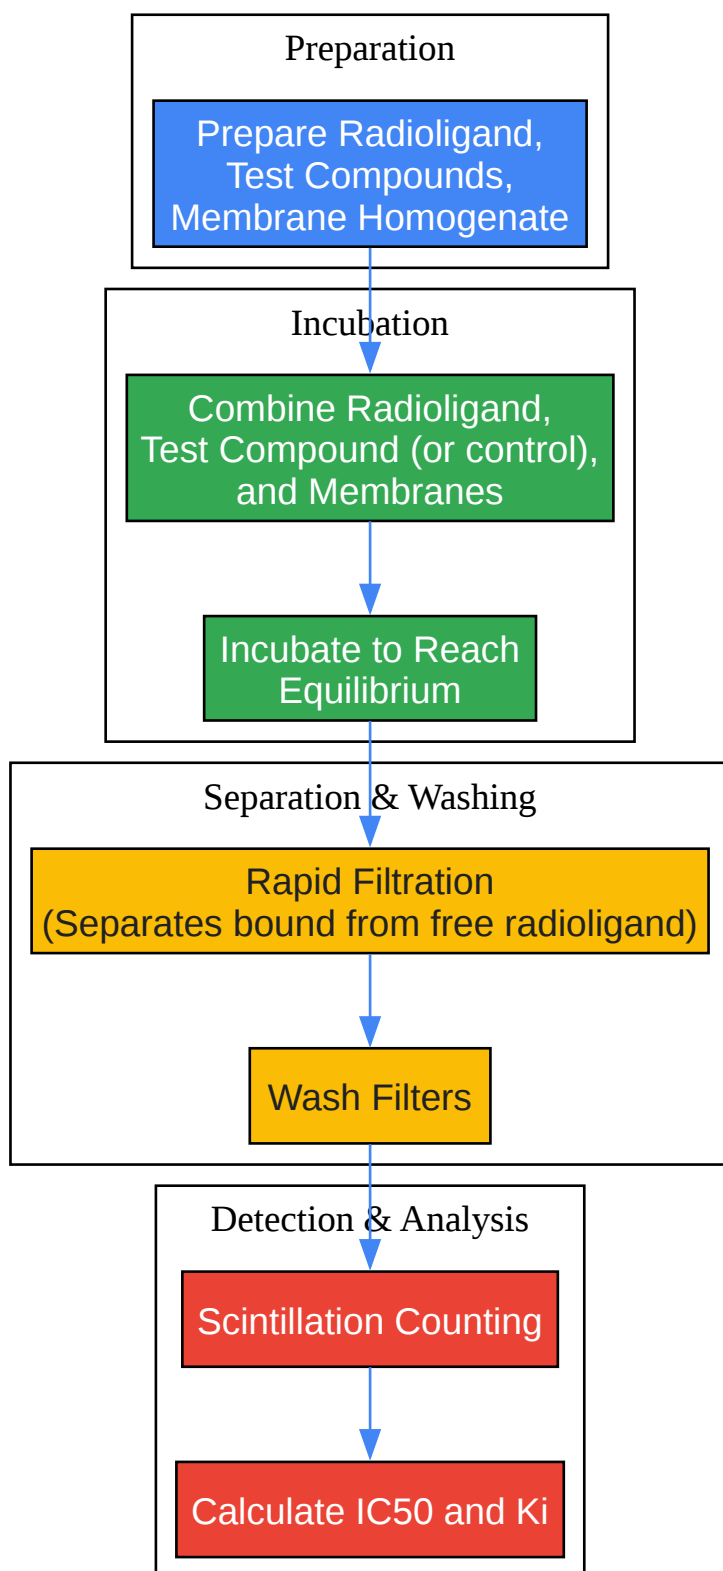 Preparation
Prepare Radioligand,
Test Compounds,
Membrane Homogenate
Incubation
Combine Radioligand,
Test Compound (or control),
and Membranes
Incubate to Reach
Equilibrium
Separation & Washing
Rapid Filtration
(Separates bound from free radioligand)
Wash Filters
Detection & Analysis
Scintillation Counting
Calculate IC50 and Ki